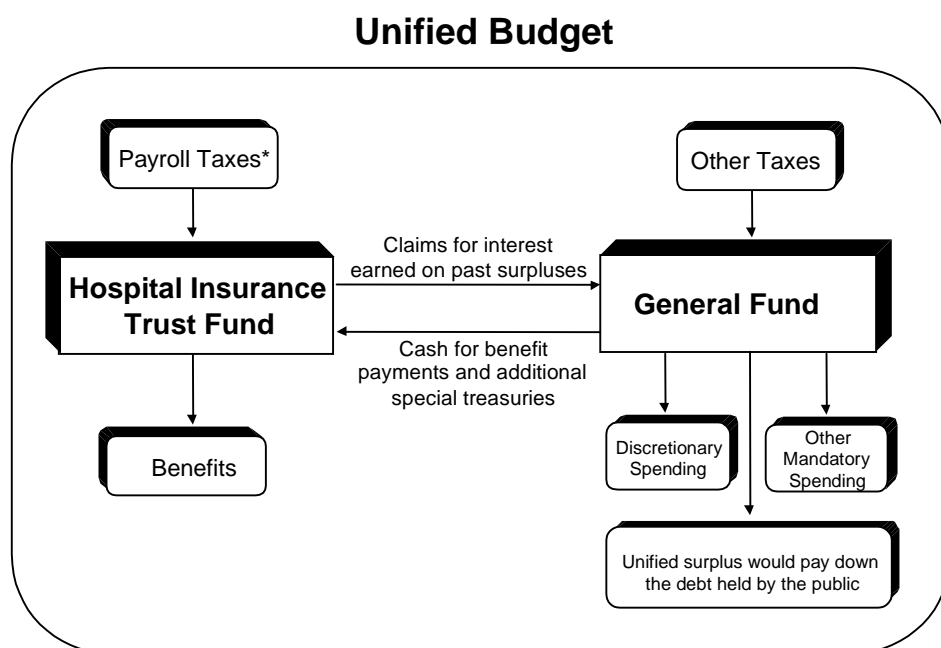 Unified Budget
Payroll Taxes*
Other Taxes
Claims for interest
earned on past surpluses
Hospital Insurance
Trust Fund
General Fund
Cash for benefit
payments and additional
special treasuries
Benefits
Discretionary
Spending
Other
Mandatory
Spending
Unified surplus would pay down
the debt held by the public